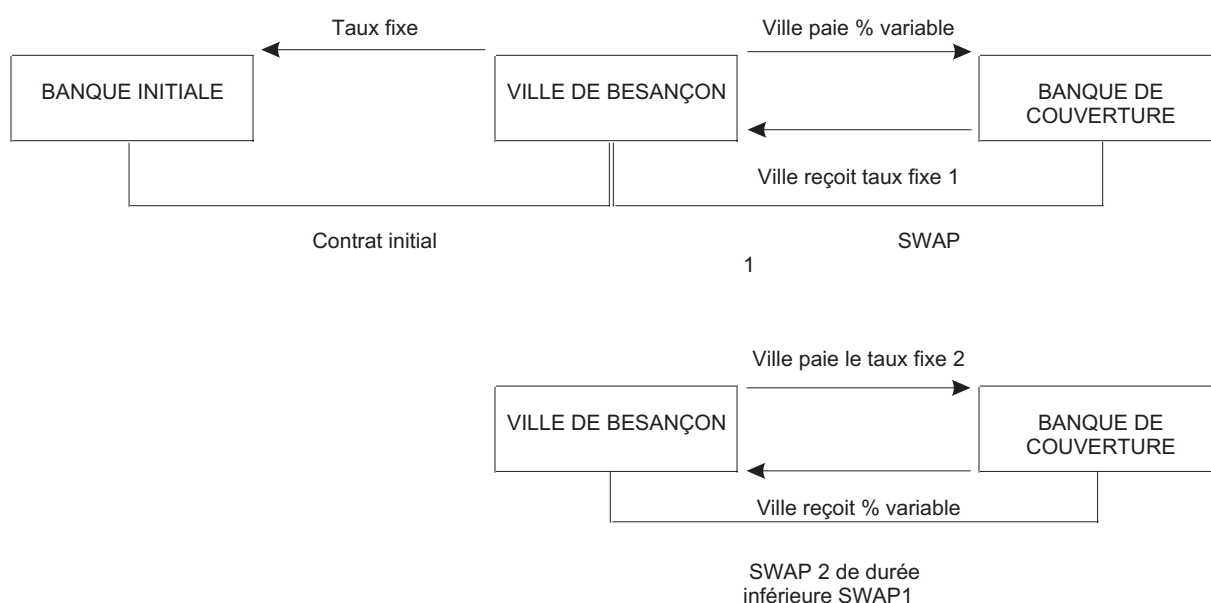 Taux fixe
Ville paie % variable
BANQUE INITIALE
VILLE DE BESANÇON
BANQUE DE
COUVERTURE
Ville reçoit taux fixe 1
Contrat initial
SWAP
1
Ville paie le taux fixe 2
VILLE DE BESANÇON
BANQUE DE
COUVERTURE
Ville reçoit % variable
SWAP 2 de durée
inférieure SWAP1